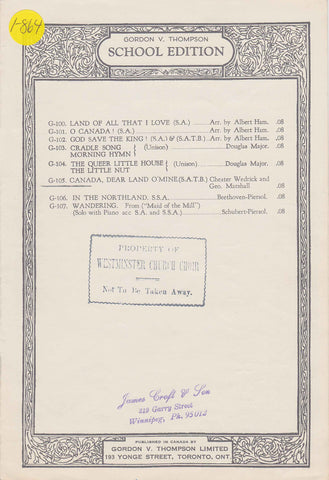 1-864
GORDON V. THOMPSON
SCHOOL EDITION
G-100. LAND OF ALL THAT I LOVE (S.A.) Arr. by Albert Ham. .08
G-101. O CANADA! (S.A.) Arr. by Albert Ham. .08
G-102. GOD SAVE THE KING! (S.A.) & (S.A.T.B.) Arr. by Albert Ham. .08
G-103. CRADLE SONG
MORNING HYMN } (Unison) Douglas Major. .08
G-104. THE QUEER LITTLE HOUSE
THE LITTLE NUT } (Unison) Douglas Major. .08
G-105. CANADA, DEAR LAND O'MINE, (S.A.T.B.) Chester Wedrick and
Geo. Marshall .08
G-106. IN THE NORTHLAND. S.S.A. Beethoven-Piersol. .08
G-107. WANDERING. From ("Maid of the Mill")
(Solo with Piano acc S.A. and S.S.A.) Schubert-Piersol. .08
PROPERTY OF
WESTMINSTER CHURCH CHOIR
Not To Be Taken Away.
James Croft & Son
319 Garry Street
Winnipeg, Ph. 95012
PUBLISHED IN CANADA BY
GORDON V. THOMPSON LIMITED
193 YONGE STREET, TORONTO, ONT.